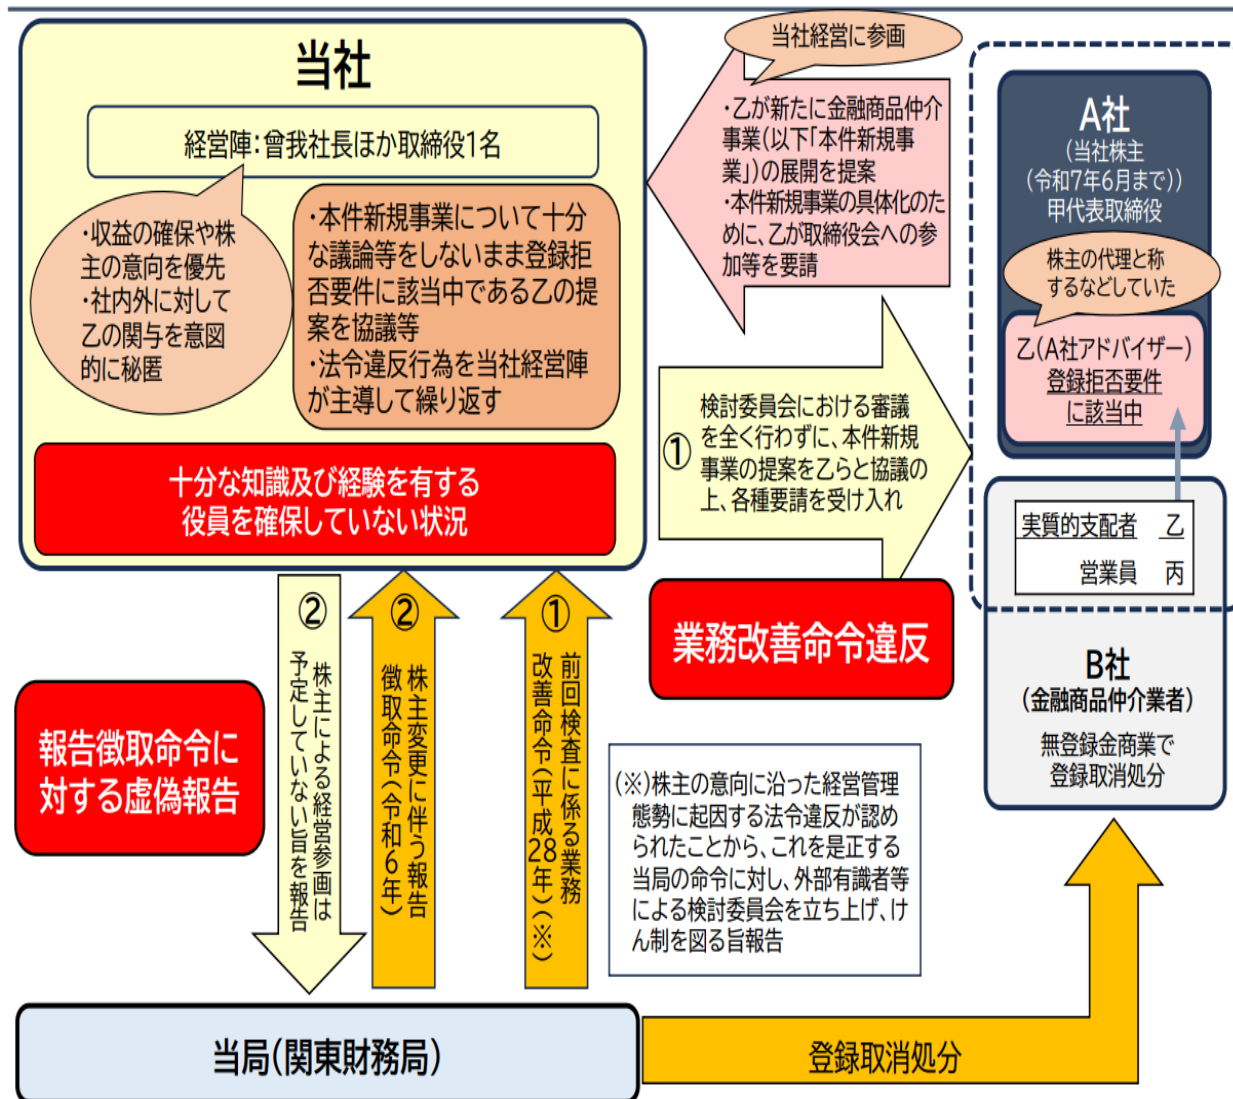 当社
経営陣：曾我社長ほか取締役1名
・収益の確保や株
主の意向を優先
・社内外に対して
乙の関与を意図
的に秘匿
・本件新規事業について十分
な議論等をしないまま登録拒
否要件に該当中である乙の提
案を協議等
・法令違反行為を当社経営陣
が主導して繰り返す
十分な知識及び経験を有する
役員を確保していない状況
当社経営に参画
・乙が新たに金融商品仲介
事業（以下「本件新規事
業」）の展開を提案
・本件新規事業の具体化のた
めに、乙が取締役会への参
加等を要請
A社
（当社株主
（令和7年6月まで））
甲代表取締役
株主の代理と称
するなどしていた
乙（A社アドバイザー）
登録拒否要件
に該当中
①
検討委員会における審議
を全く行わずに、本件新規
事業の提案を乙らと協議の
上、各種要請を受け入れ
実質的支配者 乙
営業員 丙
B社
（金融商品仲介業者）
無登録金商業で
登録取消処分
業務改善命令違反
報告徴取命令に
対する虚偽報告
②
株主による経営参画は
予定していない旨を報告
②
株主変更に伴う報告
徴取命令（令和6年）
①
前回検査に係る業務
改善命令（平成28年）（※）
（※）株主の意向に沿った経営管理
態勢に起因する法令違反が認め
られたことから、これを是正する
当局の命令に対し、外部有識者等
による検討委員会を立ち上げ、け
ん制を図る旨報告
当局（関東財務局）
登録取消処分